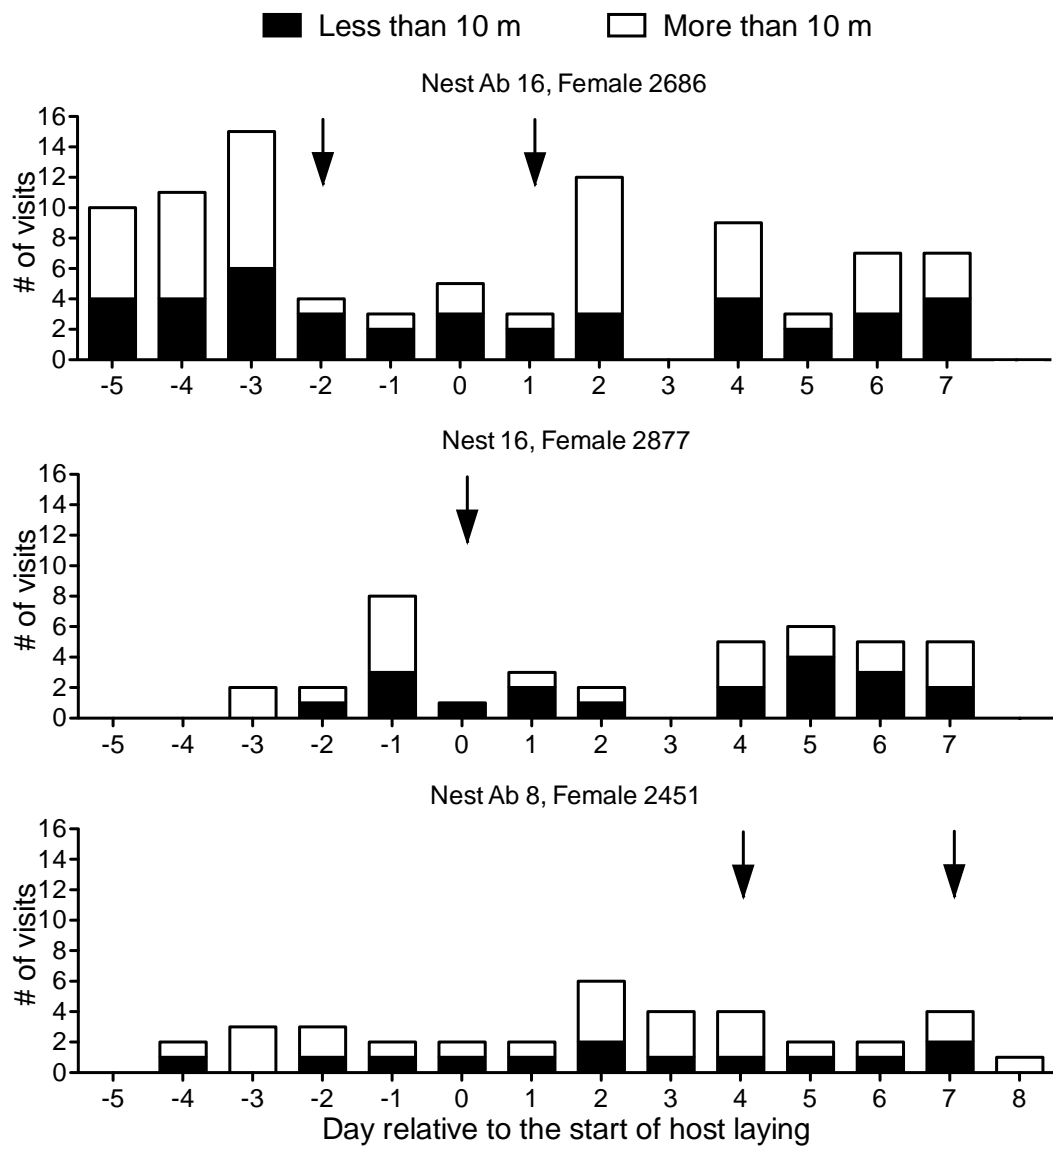 Less than 10 m More than 10 m
Nest Ab 16, Female 2686
# of visits
16
14
12
10
8
6
4
2
0
-5 -4 -3 -2 -1 0 1 2 3 4 5 6 7
Nest 16, Female 2877
# of visits
16
14
12
10
8
6
4
2
0
-5 -4 -3 -2 -1 0 1 2 3 4 5 6 7
Nest Ab 8, Female 2451
# of visits
16
14
12
10
8
6
4
2
0
-5 -4 -3 -2 -1 0 1 2 3 4 5 6 7 8
Day relative to the start of host laying